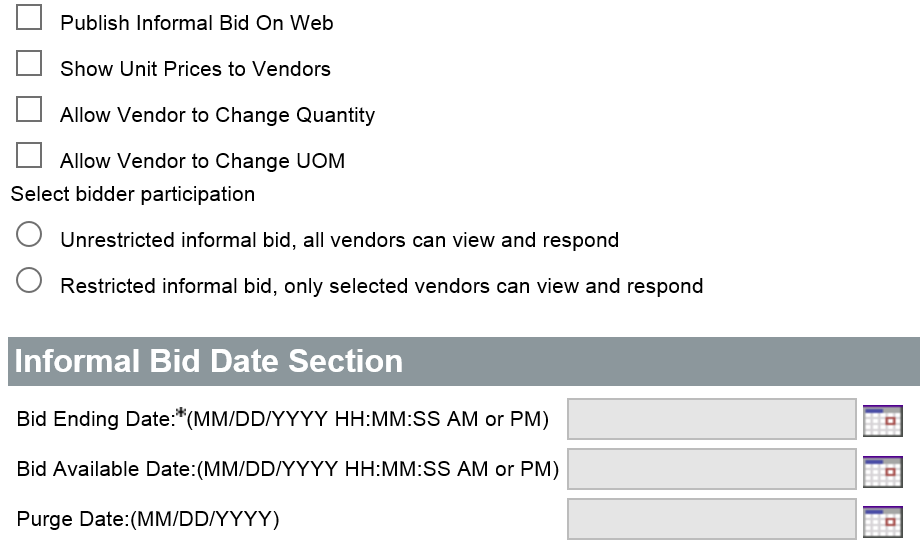 Publish Informal Bid On Web
Show Unit Prices to Vendors
Allow Vendor to Change Quantity
Allow Vendor to Change UOM
Select bidder participation
Unrestricted informal bid, all vendors can view and respond
Restricted informal bid, only selected vendors can view and respond
Informal Bid Date Section
Bid Ending Date:*(MM/DD/YYYY HH:MM:SS AM or PM)
Bid Available Date:(MM/DD/YYYY HH:MM:SS AM or PM)
Purge Date:(MM/DD/YYYY)